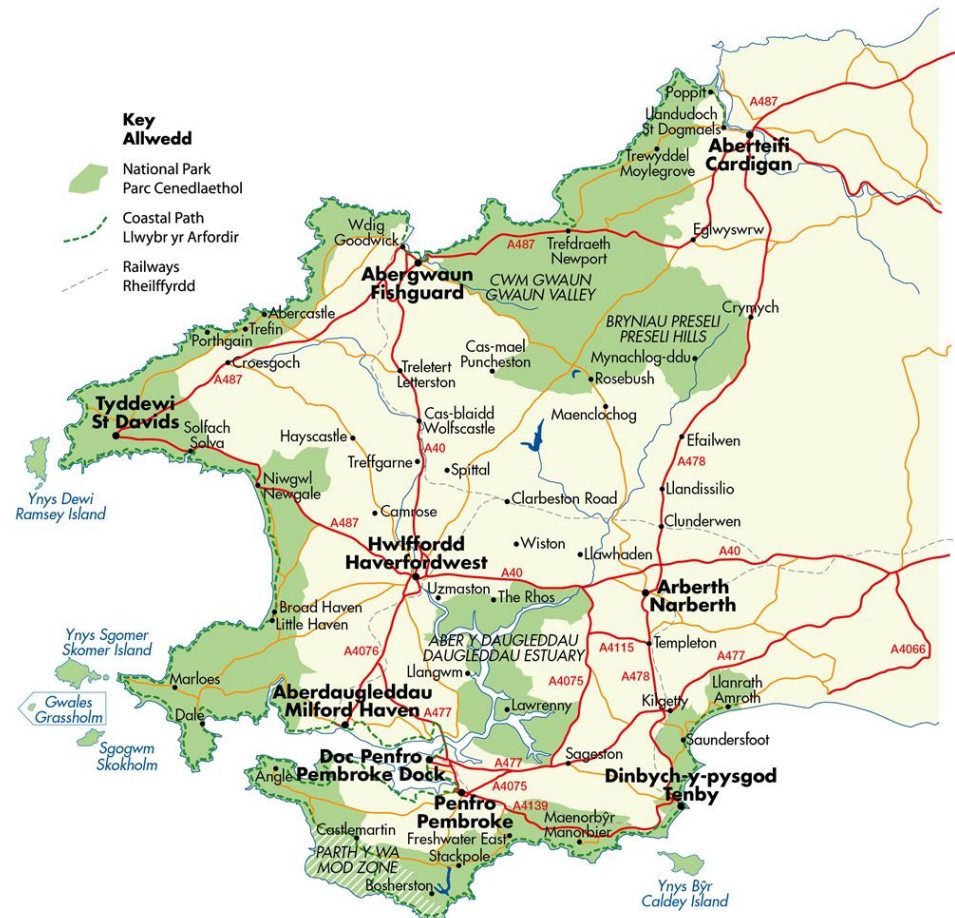 Key
Allwedd
National Park
Parc Cenedlaethol
Coastal Path
Llwybr yr Arfordir
Railways
Rheilffyrdd
Poppit
A487
Llandudoch
St Dogmaels
Aberteifi
Cardigan
Trewyddel
Moylegrove
Wdig
Goodwick
A487
Trefdraeth
Newport
Eglwyswrw
Abergwaun
Fishguard
CWM GWAUN
GWAUN VALLEY
Crymych
BRYNIAU PRESELI
PRESELI HILLS
Mynachlog-ddu
Abercastle
Trefin
Porthgain
Croesgoch
A487
Treletert
Letterston
Cas-mael
Puncheston
Rosebush
Maenclochog
Tyddewi
St Davids
Solfach
Solva
Hayscastle
Cas-blaidd
Wolfscastle
A40
Treffgarne
Spittal
Efailwen
A478
Llandissilio
Ynys Dewi
Ramsey Island
Niwgwl
Newgale
Clarbeston Road
Camrose
A487
Clunderwen
Wiston
Llawhaden
Hwlffordd
Haverfordwest
A40
A40
Uzmaston
The Rhos
Arberth
Narberth
Broad Haven
Little Haven
ABER Y DAUGLEDDAU
DAUGLEDDAU ESTUARY
A4076
A4115
Templeton
A477
A4066
Ynys Sgomer
Skomer Island
Marloes
Llangwm
A4075
A478
Gwales
Grassholm
Dale
Aberdaugleddau
Milford Haven
A477
Lawrenny
Kilgetty
Llanrath
Amroth
Sgogwm
Skokholm
Saundersfoot
Doc Penfro
Pembroke Dock
A477
Sageston
A4075
Angle
Dinbych-y-pysgod
Tenby
Penfro
Pembroke
A4139
Maenorbŷr
Manorbier
Castlemartin
Freshwater East
PARTH Y WA
MOD ZONE
Stackpole
Bosherston
Ynys Bŷr
Caldey Island